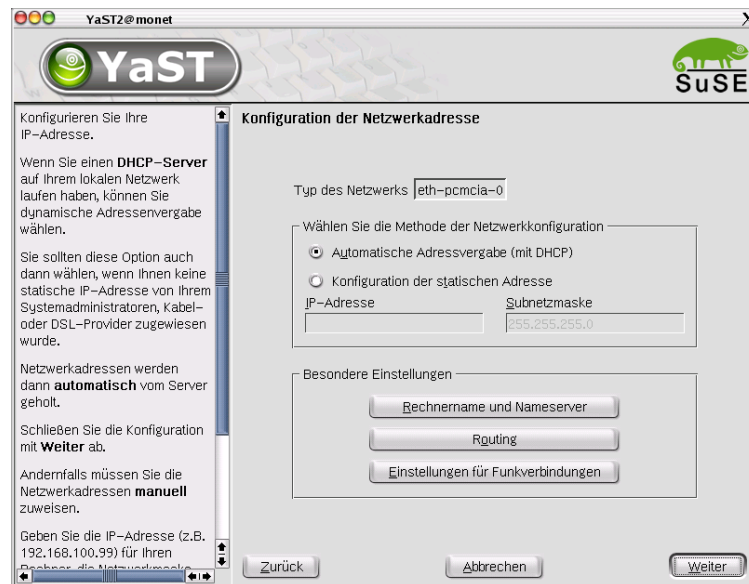 YaST2@monet
YaST
SuSE
Konfigurieren Sie Ihre
IP-Adresse.
Wenn Sie einen DHCP-Server
auf Ihrem lokalen Netzwerk
laufen haben, können Sie
dynamische Adressenvergabe
wählen.
Sie sollten diese Option auch
dann wählen, wenn Ihnen keine
statische IP-Adresse von Ihrem
Systemadministratoren, Kabel-
oder DSL-Provider zugewiesen
wurde.
Netzwerkadressen werden
dann automatisch vom Server
geholt.
Schließen Sie die Konfiguration
mit Weiter ab.
Andernfalls müssen Sie die
Netzwerkadressen manuell
zuweisen.
Geben Sie die IP-Adresse (z.B.
192.168.100.99) für Ihren
Rechner, die Netzwerkmaske
Konfiguration der Netzwerkadresse
Typ des Netzwerks eth-pcmcia-0
Wählen Sie die Methode der Netzwerkkonfiguration
Automatische Adressvergabe (mit DHCP)
Konfiguration der statischen Adresse
IP-Adresse Subnetzmaske
255.255.255.0
Besondere Einstellungen
Rechnername und Nameserver
Routing
Einstellungen für Funkverbindungen
Zurück Abbrechen Weiter